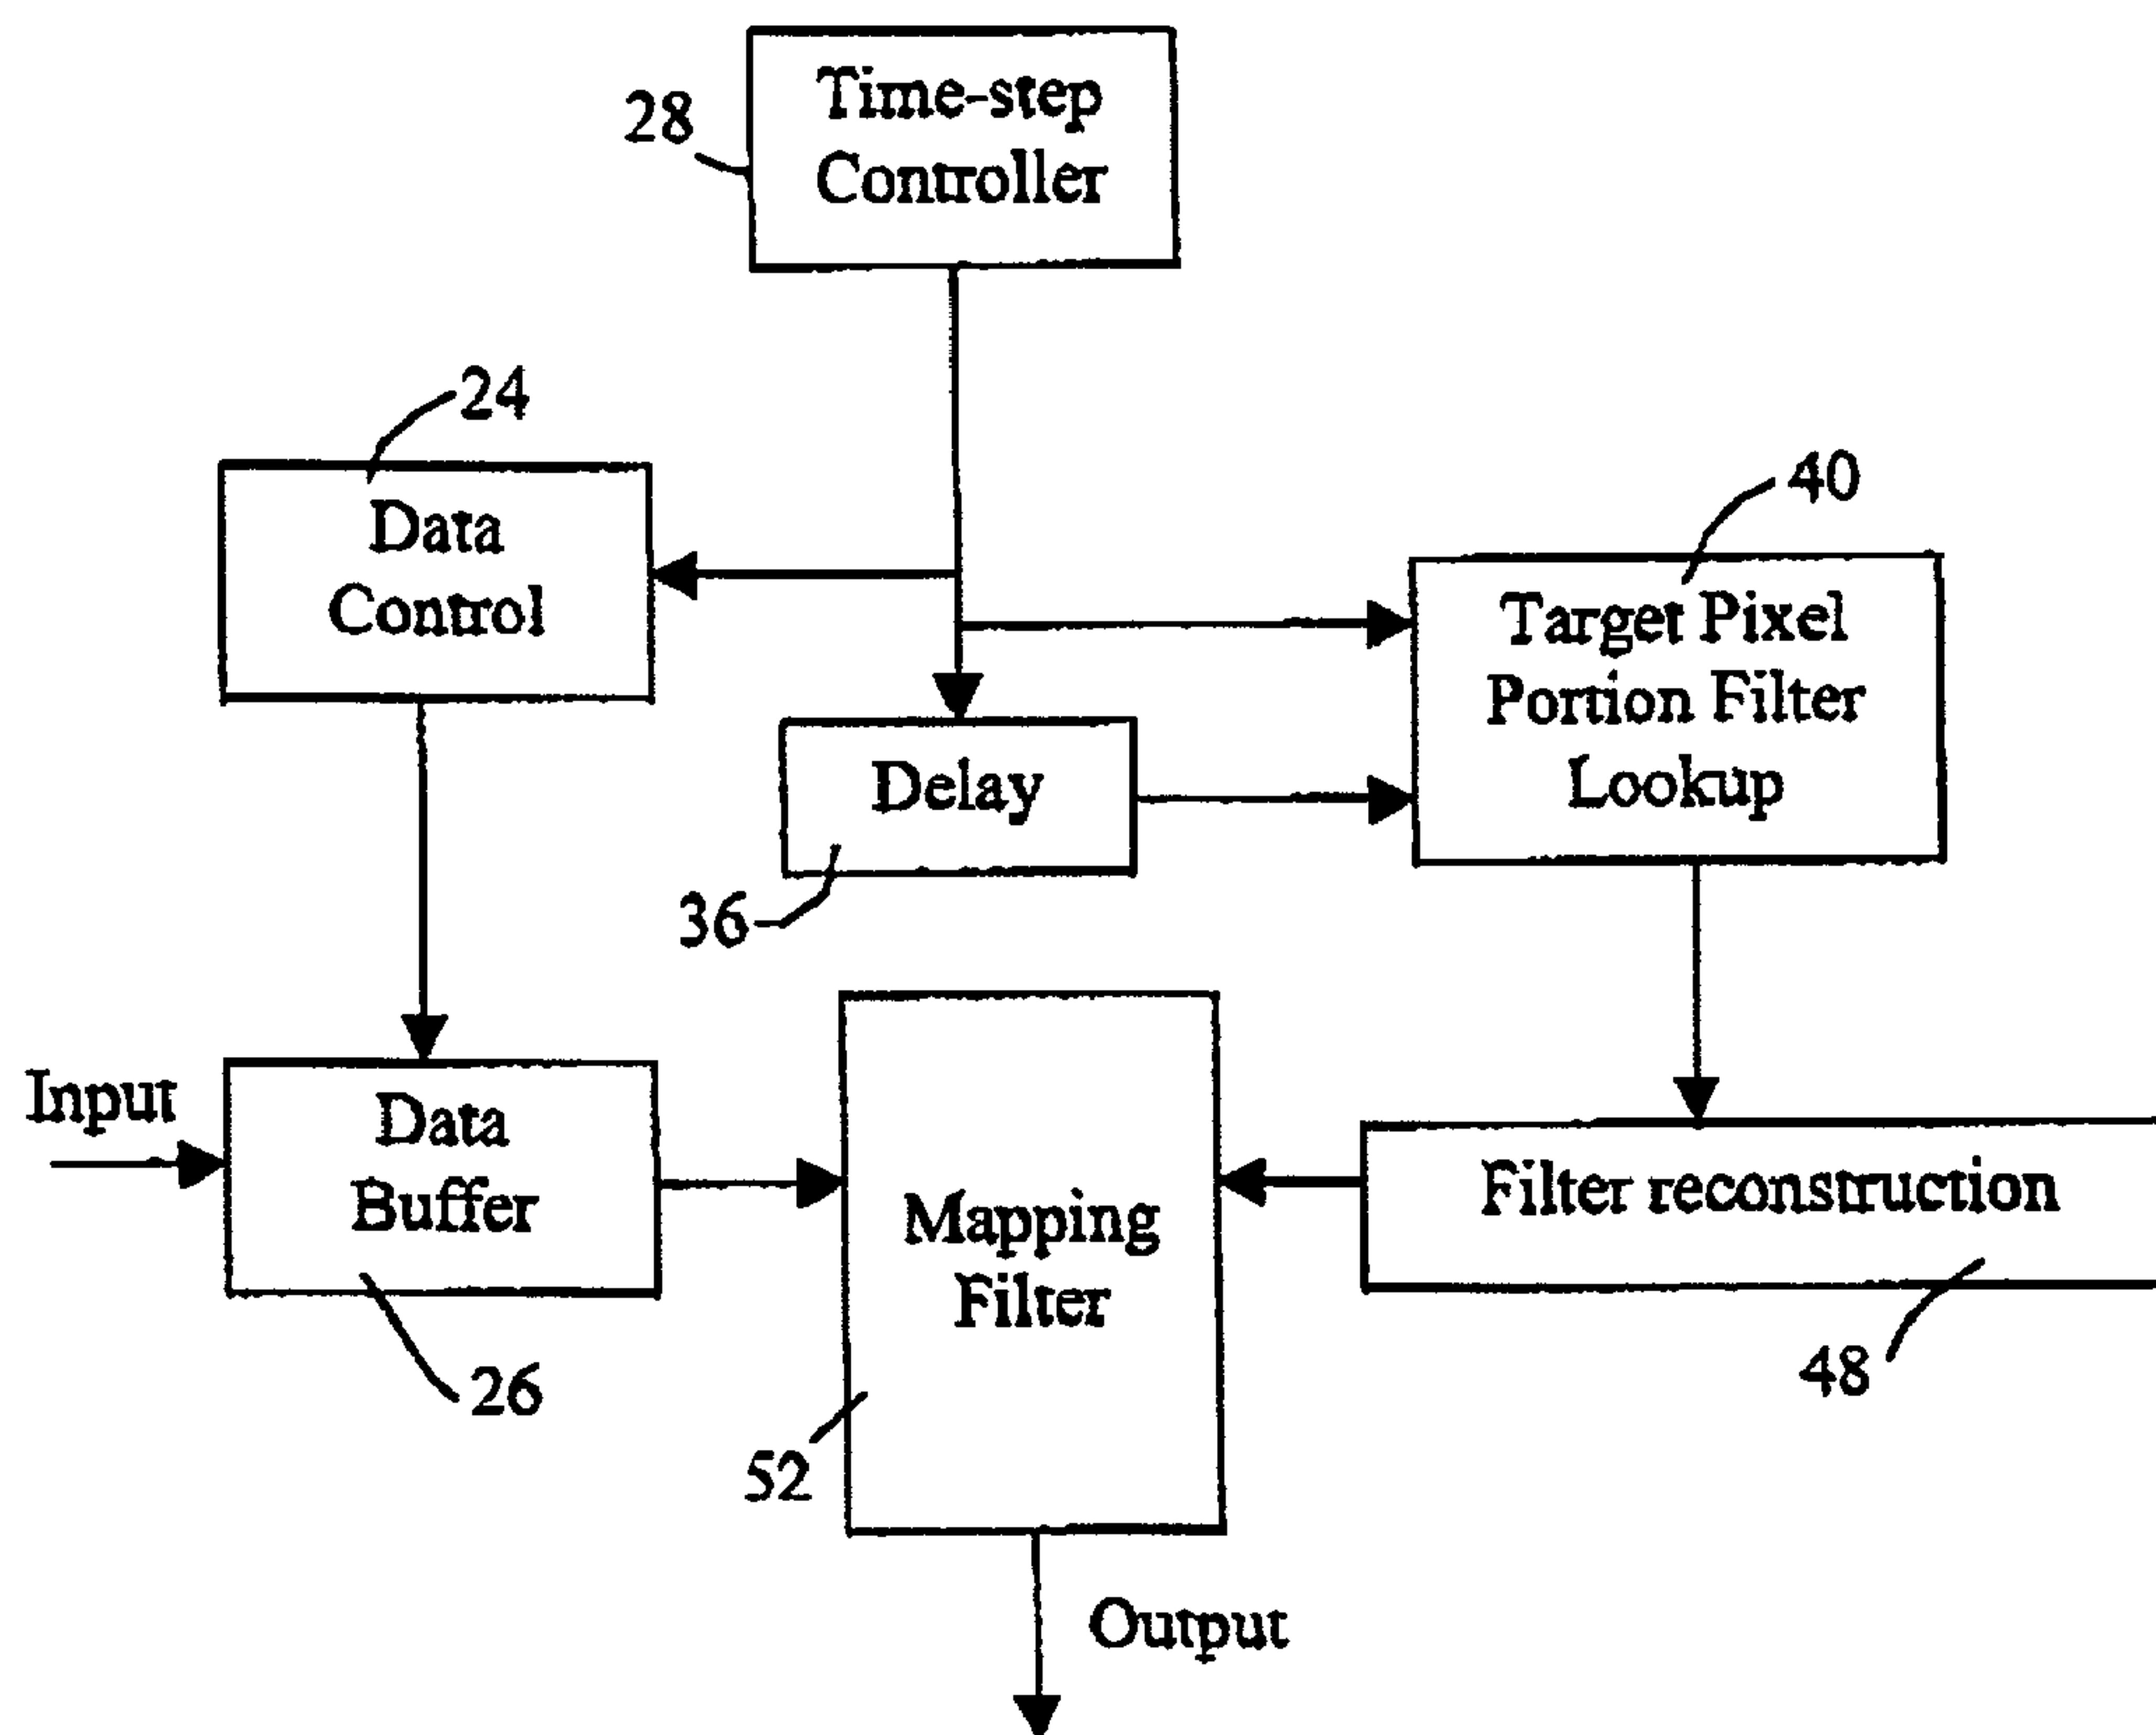 Time-step
Controller
28
24
Data
Control
40
Target Pixel
Portion Filter
Lookup
Delay
36
Input
Data
Buffer
26
Mapping
Filter
52
Filter reconstruction
48
Output